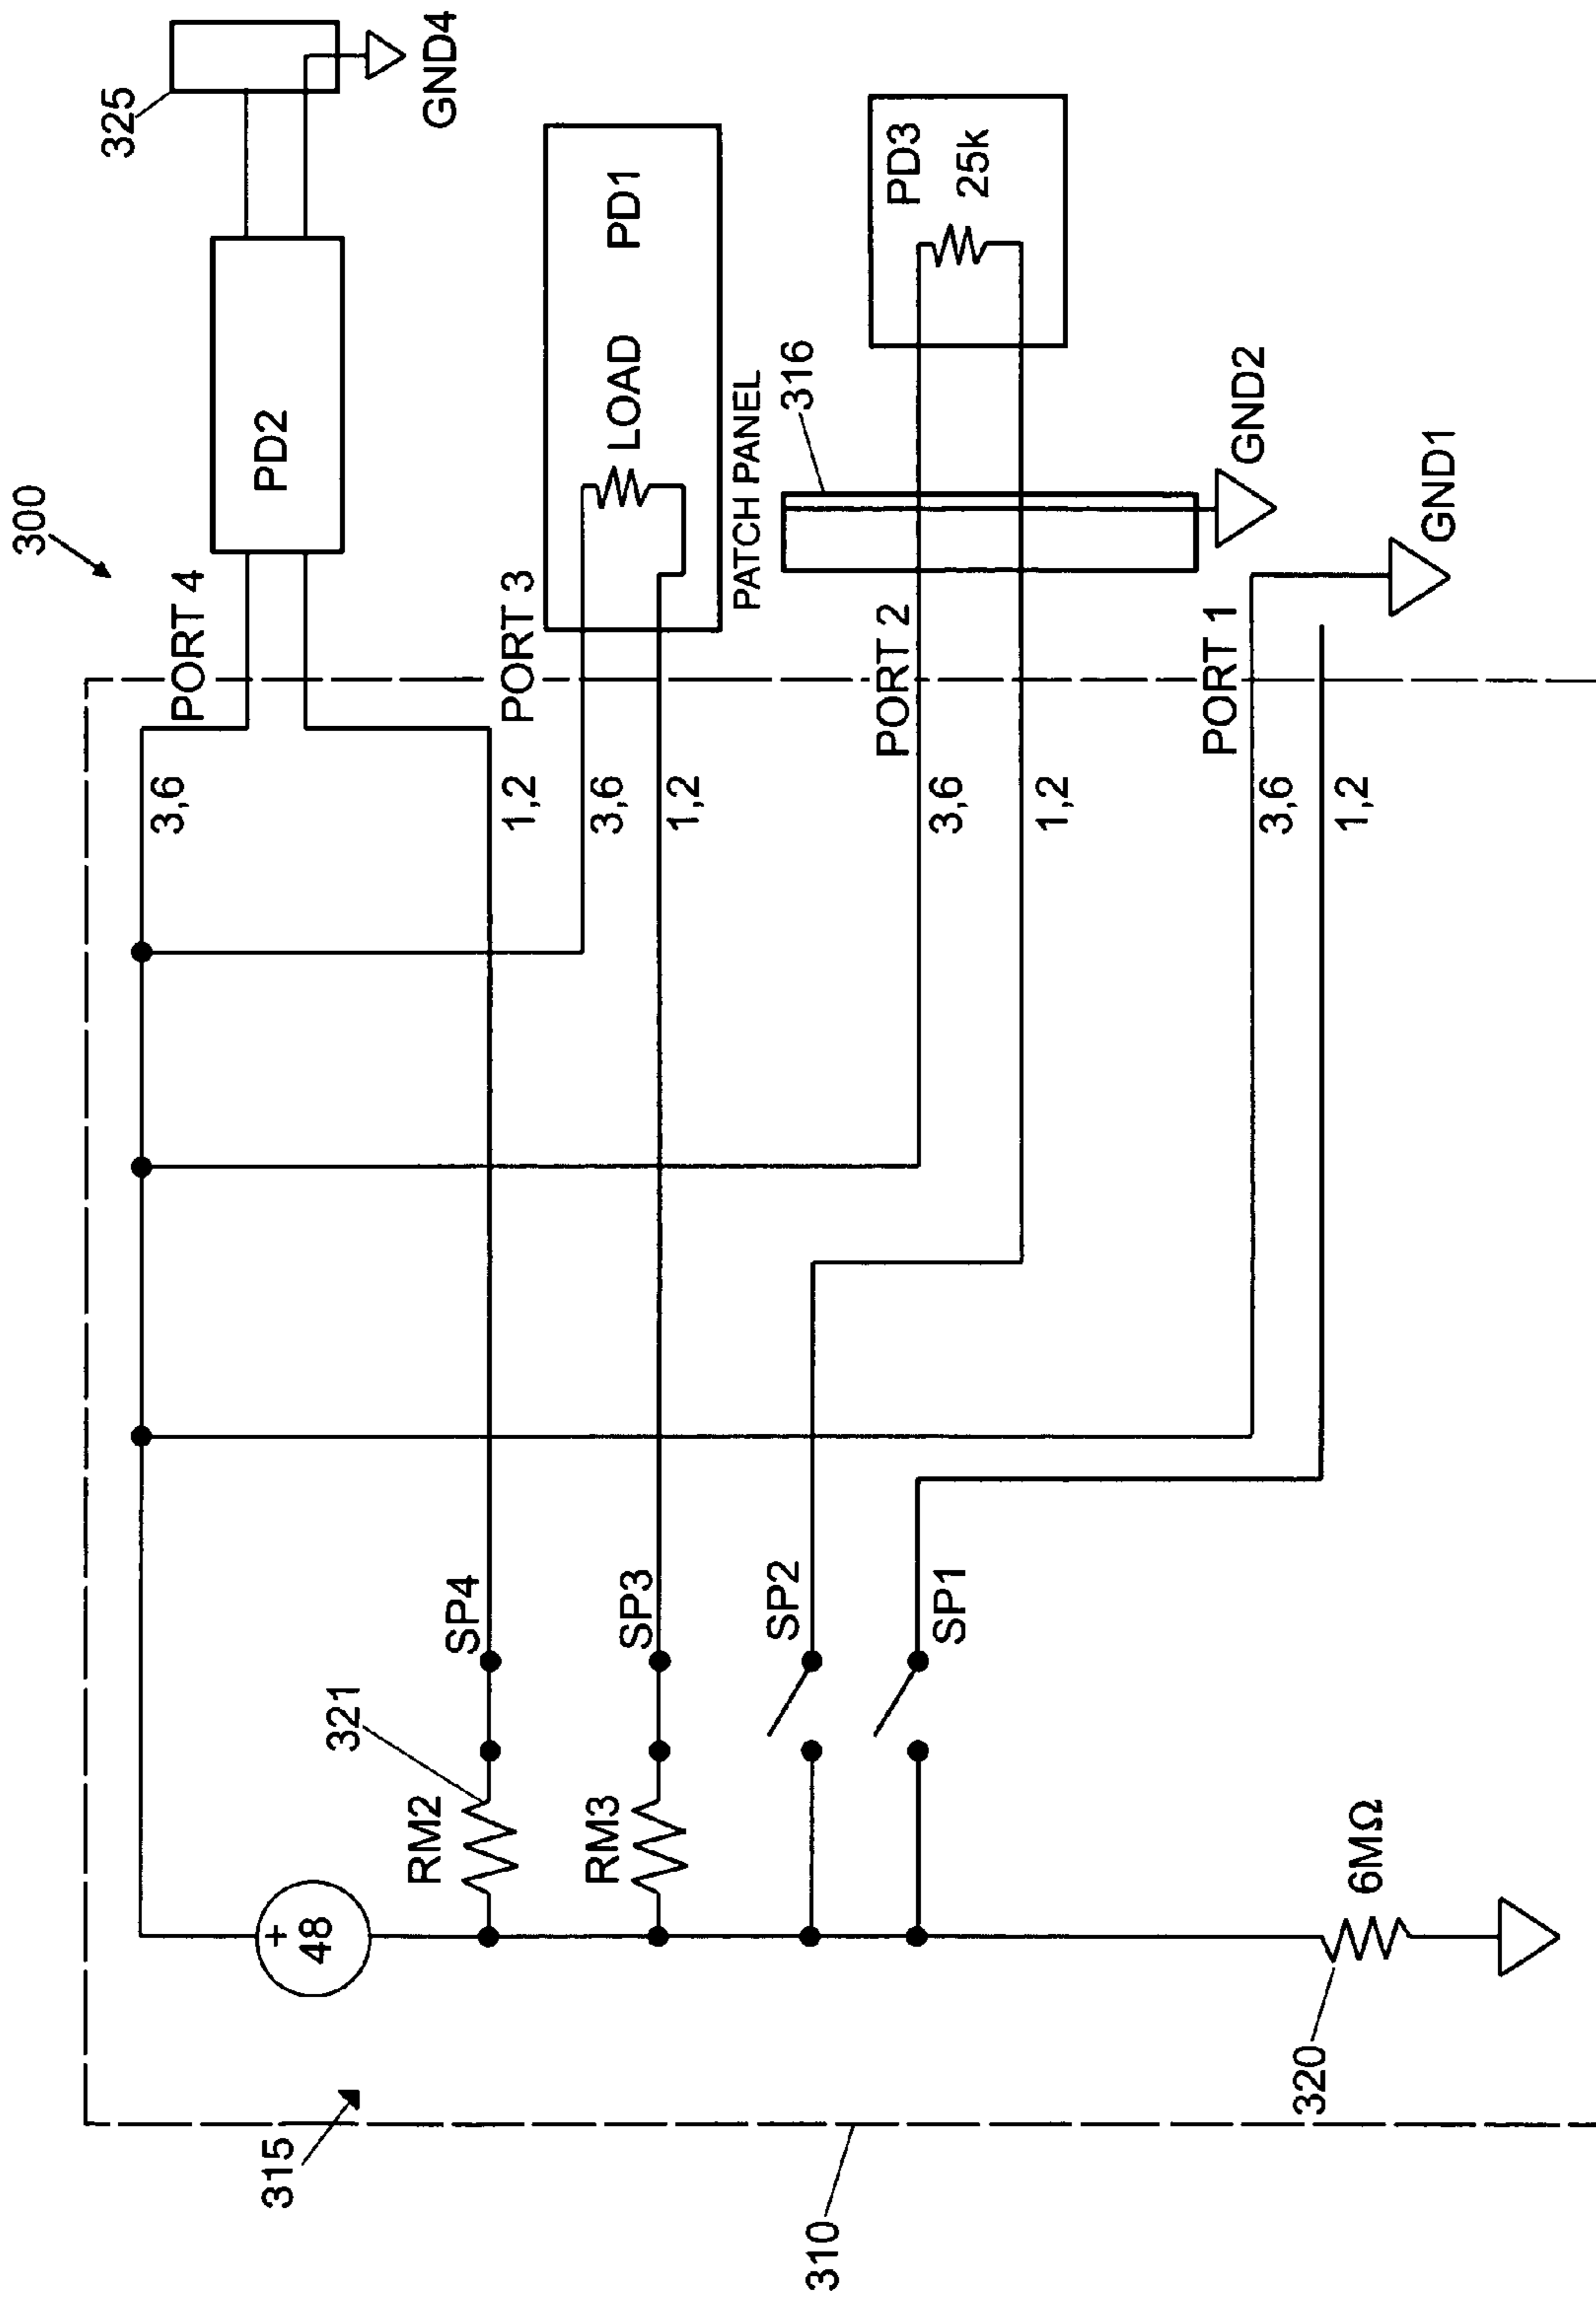 300
325
GND4
PORT 4
PD2
3,6
1,2
PORT 3
LOAD
PD1
3,6
1,2
PATCH PANEL
316
PORT 2
PD3
25k
3,6
1,2
GND2
PORT 1
3,6
1,2
GND1
+
48
RM2
321
SP4
RM3
SP3
SP2
SP1
6MΩ
320
315
310